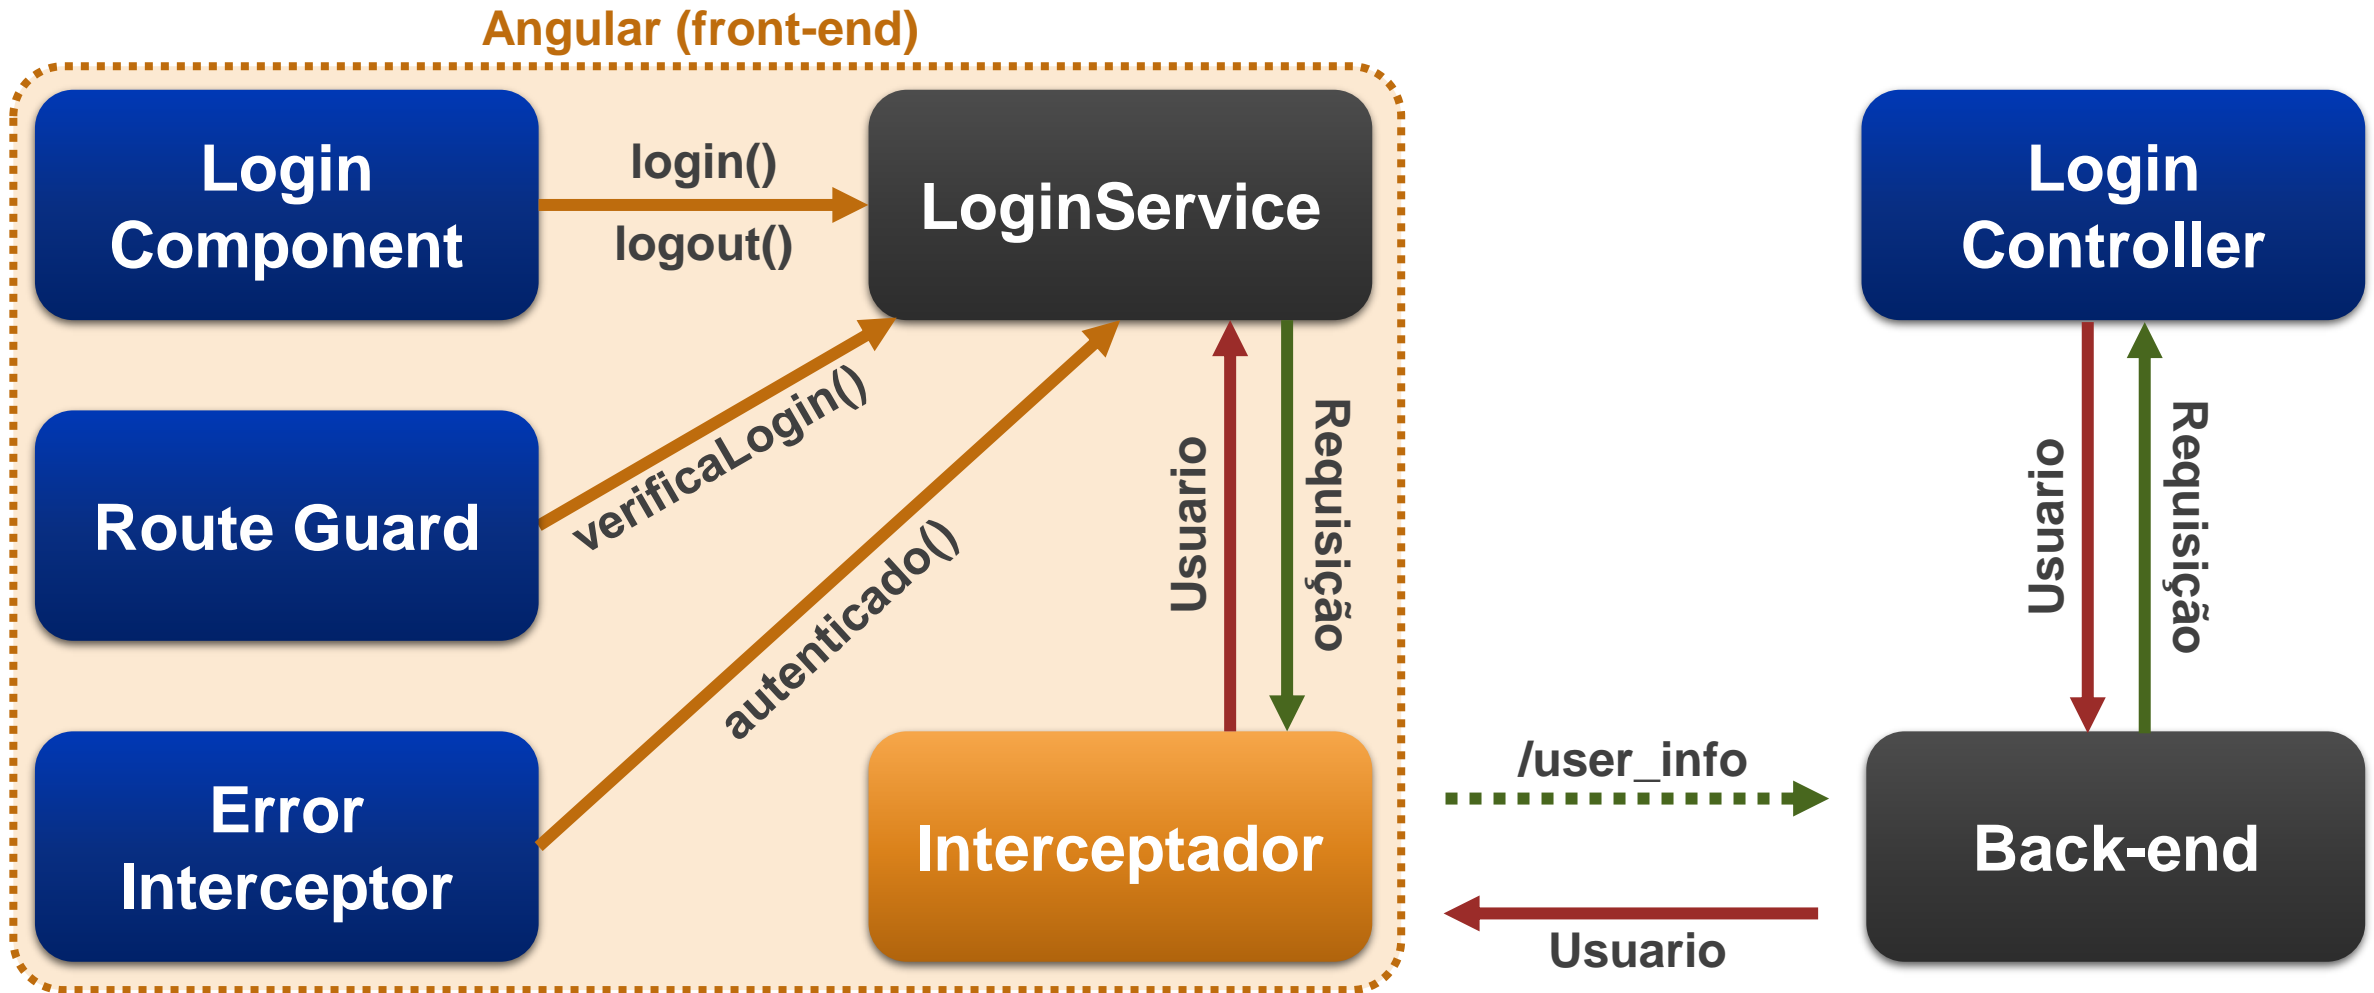 Angular (front-end)
Login
Component
login()
logout()
LoginService
Login
Controller
Route Guard
verificaLogin()
autenticado()
Usuario
Requisição
Usuario
Requisição
Error
Interceptor
Interceptador
/user_info
Usuario
Back-end